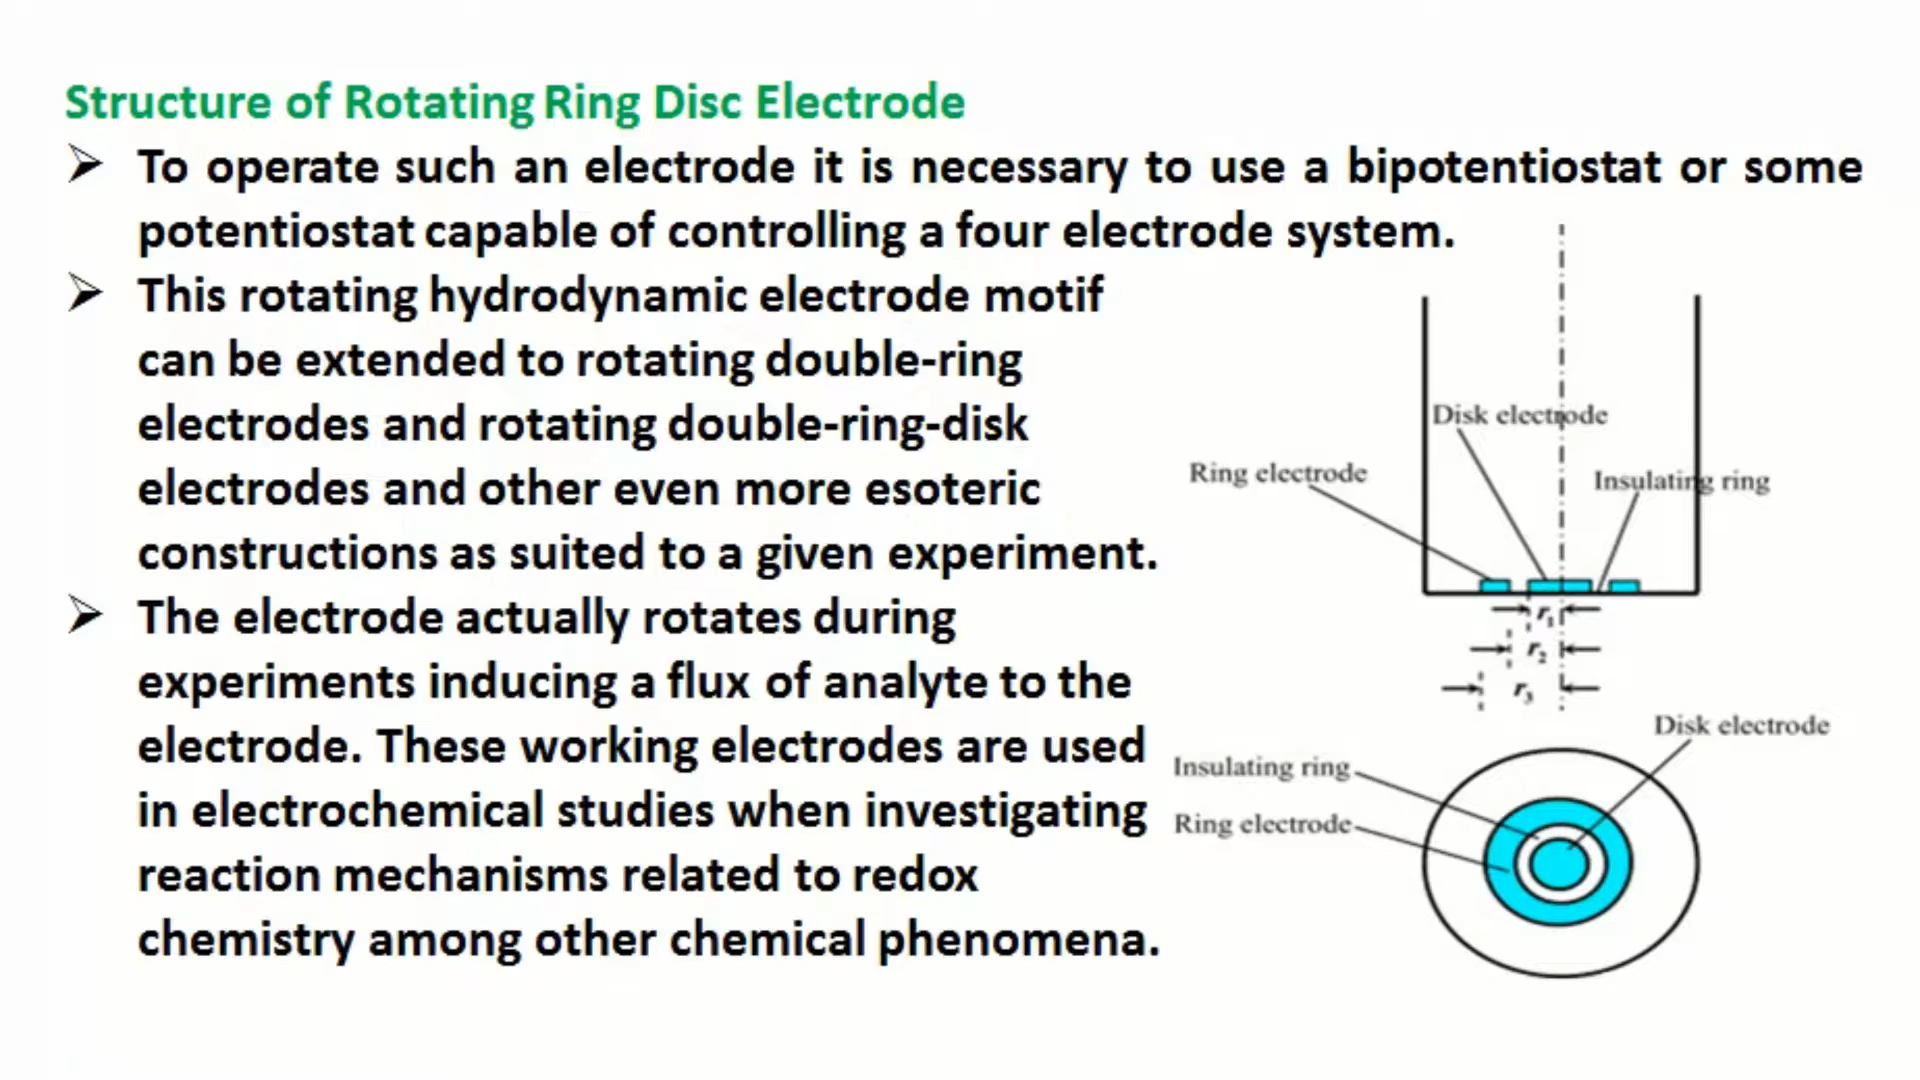 Structure of Rotating Ring Disc Electrode
➢ To operate such an electrode it is necessary to use a bipotentiostat or some
potentiostat capable of controlling a four electrode system.
➢ This rotating hydrodynamic electrode motif
can be extended to rotating double-ring
electrodes and rotating double-ring-disk
electrodes and other even more esoteric
constructions as suited to a given experiment.
➢ The electrode actually rotates during
experiments inducing a flux of analyte to the
electrode. These working electrodes are used
in electrochemical studies when investigating
reaction mechanisms related to redox
chemistry among other chemical phenomena.
Disk electrode
Ring electrode
Insulating ring
r₁
r₂
r₃
Disk electrode
Insulating ring
Ring electrode